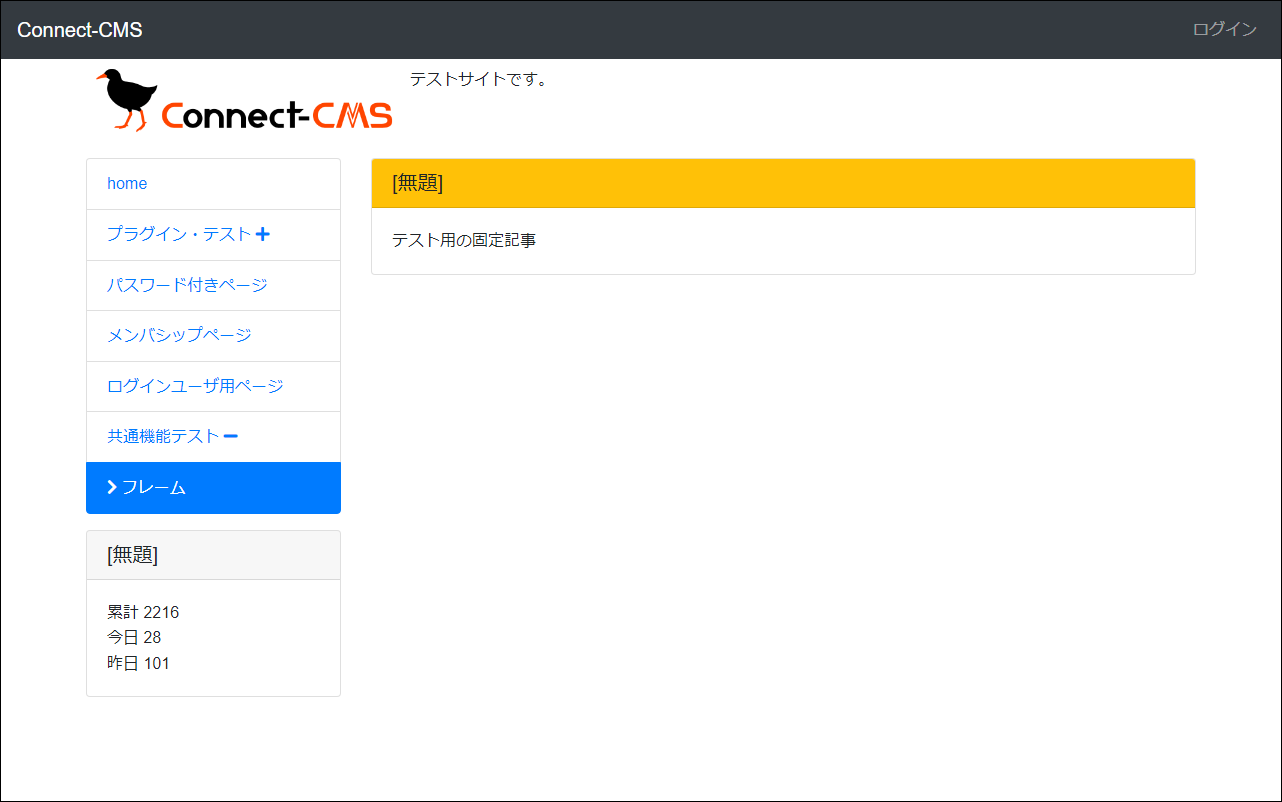 Connect-CMS
ログイン
Connect-CMS
テストサイトです。
home
プラグイン・テスト
パスワード付きページ
メンバシップページ
ログインユーザ用ページ
共通機能テスト
フレーム
[無題]
累計 2216
今日 28
昨日 101
[無題]
テスト用の固定記事